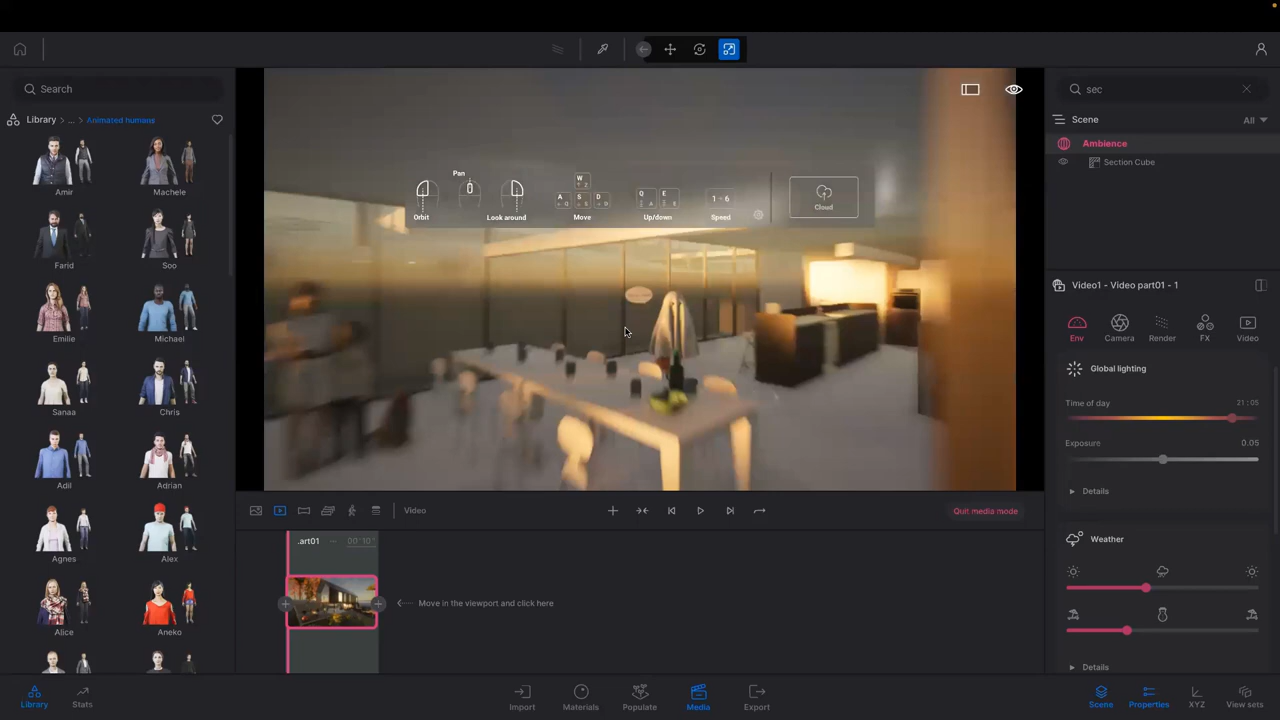 Search
sec
Library > ... > Animated humans
Scene
All
Ambience
Section Cube
Amir
Machele
Farid
Soo
Emilie
Michael
Sanaa
Chris
Adil
Adrian
Agnes
Alex
Alice
Aneko
Pan
W
A
S
D
Q
E
1 - 6
Orbit
Look around
Move
Up/down
Speed
Cloud
Video1 - Video part01 - 1
Env
Camera
Render
FX
Video
Global lighting
Time of day
21 : 05
Exposure
0.05
Details
Weather
Details
Video
Quit media mode
.art01
00'10"
Move in the viewport and click here
Library
Stats
Import
Materials
Populate
Media
Export
Scene
Properties
XYZ
View sets